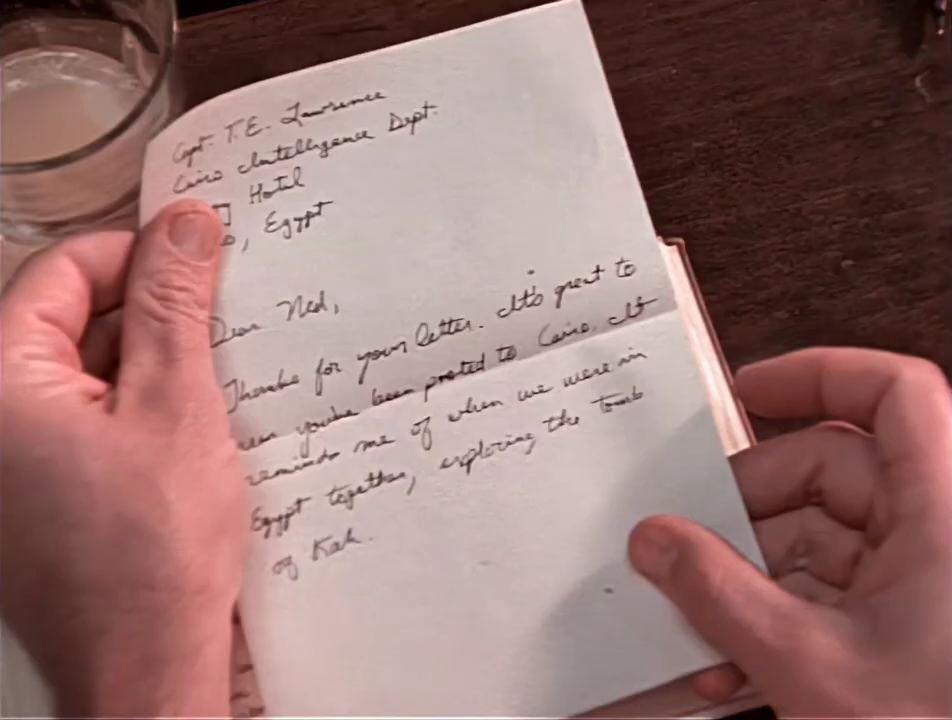 Capt. T.E. Lawrence
Cairo Intelligence Dept.
Hotel
, Egypt
Dear Ned,
Thanks for your letter. It's great to
you've been posted to Cairo. It
reminds me of when we were in
Egypt together, exploring the tomb
of Kah.